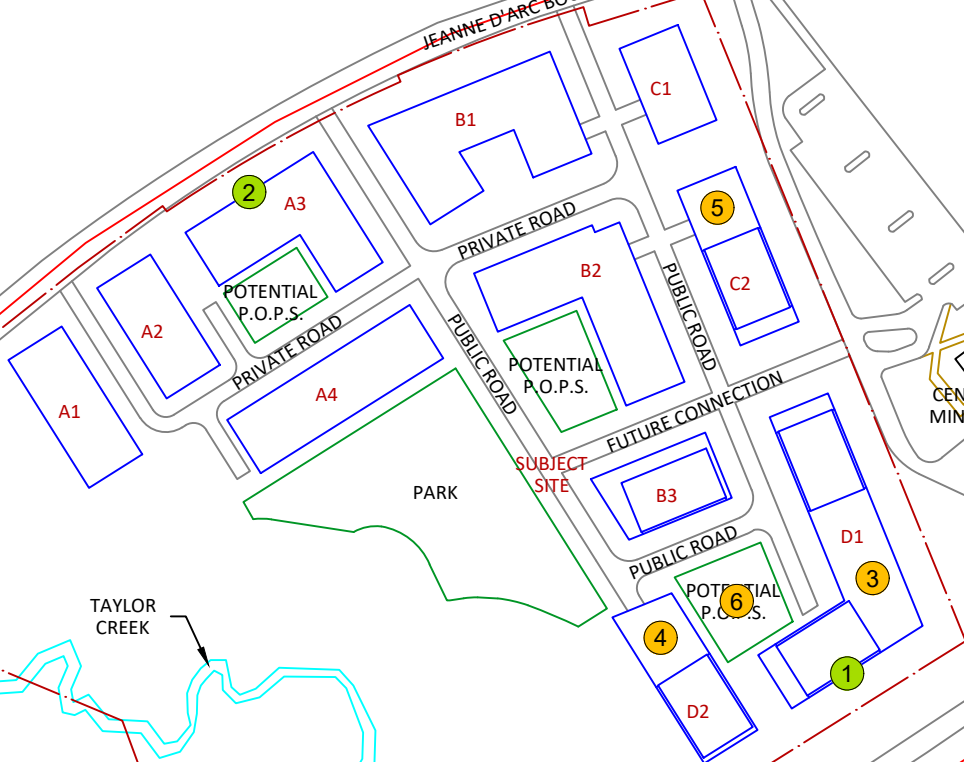 JEANNE D'ARC BO
C1
B1
2
A3
5
PRIVATE ROAD
B2
C2
POTENTIAL
P.O.P.S.
PUBLIC ROAD
A2
PRIVATE ROAD
PUBLIC ROAD
POTENTIAL
P.O.P.S.
A1
A4
FUTURE CONNECTION
CEN
MIN
SUBJECT
SITE
PARK
B3
D1
PUBLIC ROAD
3
POTENTIAL
P.O.P.S.
6
TAYLOR
CREEK
4
1
D2